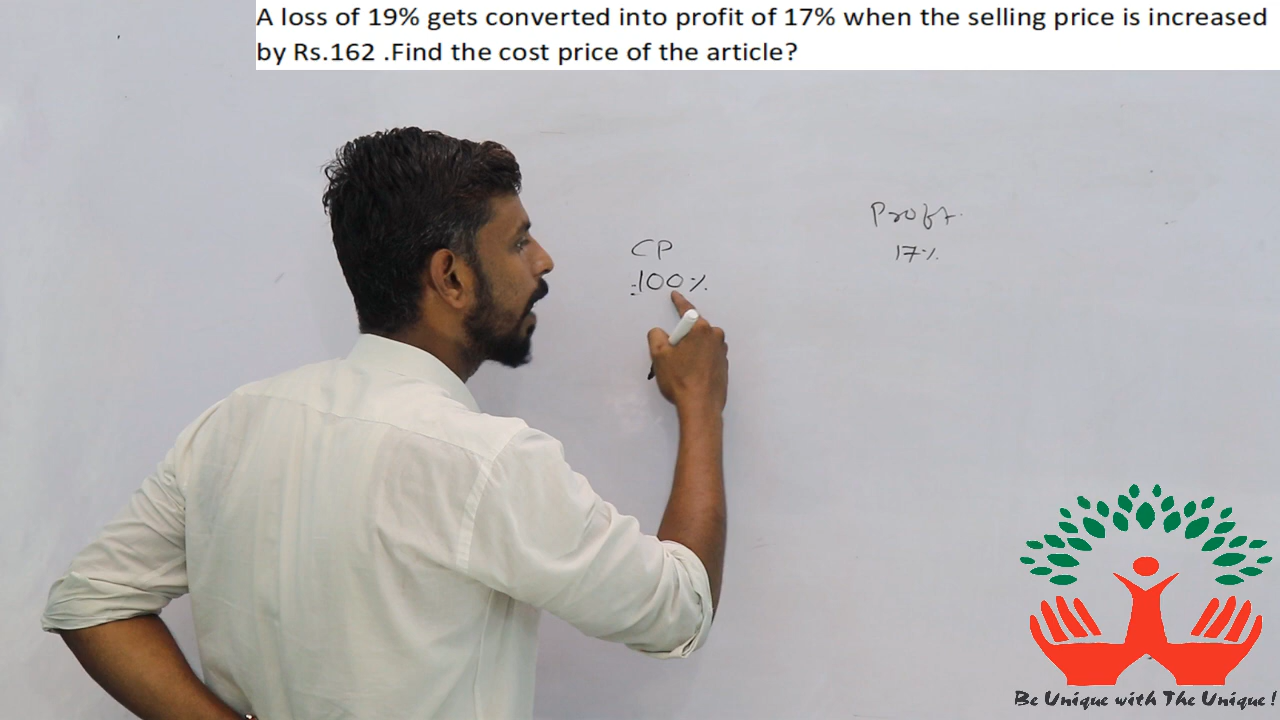 A loss of 19% gets converted into profit of 17% when the selling price is increased
by Rs.162 .Find the cost price of the article?
Profit
CP
17%
100%
Be Unique with The Unique !